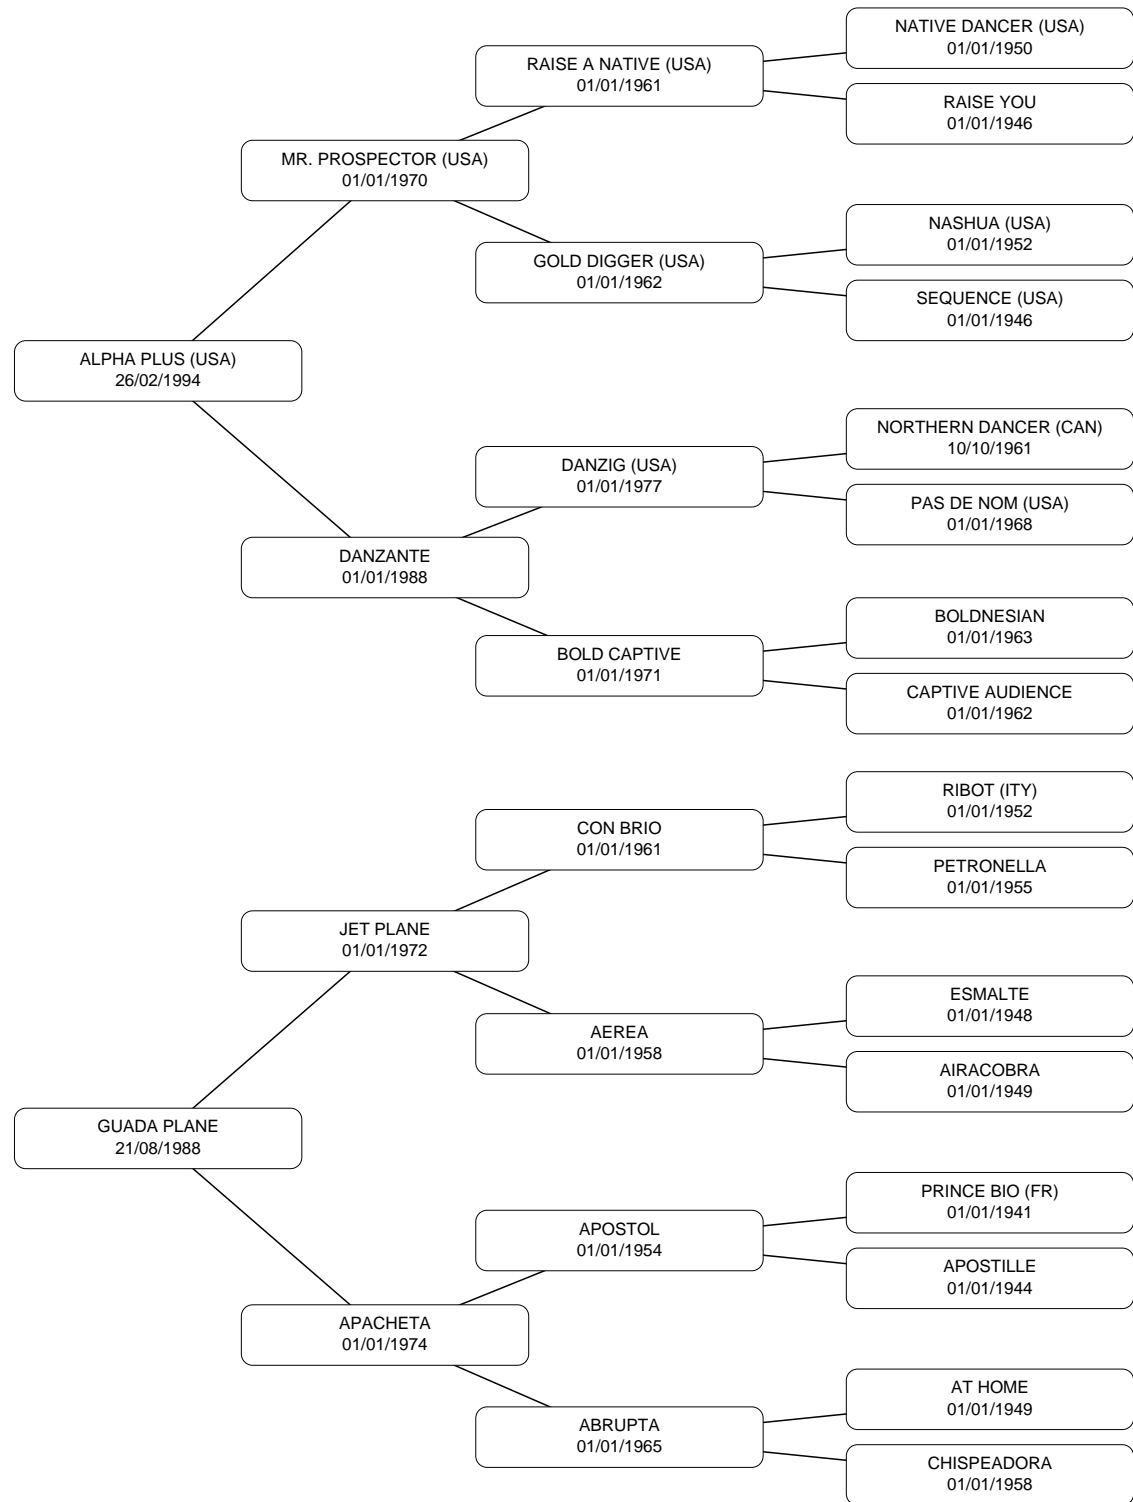 NATIVE DANCER (USA)
01/01/1950
RAISE A NATIVE (USA)
01/01/1961
RAISE YOU
01/01/1946
MR. PROSPECTOR (USA)
01/01/1970
NASHUA (USA)
01/01/1952
GOLD DIGGER (USA)
01/01/1962
SEQUENCE (USA)
01/01/1946
ALPHA PLUS (USA)
26/02/1994
NORTHERN DANCER (CAN)
10/10/1961
DANZIG (USA)
01/01/1977
PAS DE NOM (USA)
01/01/1968
DANZANTE
01/01/1988
BOLDNESIAN
01/01/1963
BOLD CAPTIVE
01/01/1971
CAPTIVE AUDIENCE
01/01/1962
RIBOT (ITY)
01/01/1952
CON BRIO
01/01/1961
PETRONELLA
01/01/1955
JET PLANE
01/01/1972
ESMALTE
01/01/1948
AEREA
01/01/1958
AIRACOBRA
01/01/1949
GUADA PLANE
21/08/1988
PRINCE BIO (FR)
01/01/1941
APOSTOL
01/01/1954
APOSTILLE
01/01/1944
APACHETA
01/01/1974
AT HOME
01/01/1949
ABRUPTA
01/01/1965
CHISPEADORA
01/01/1958